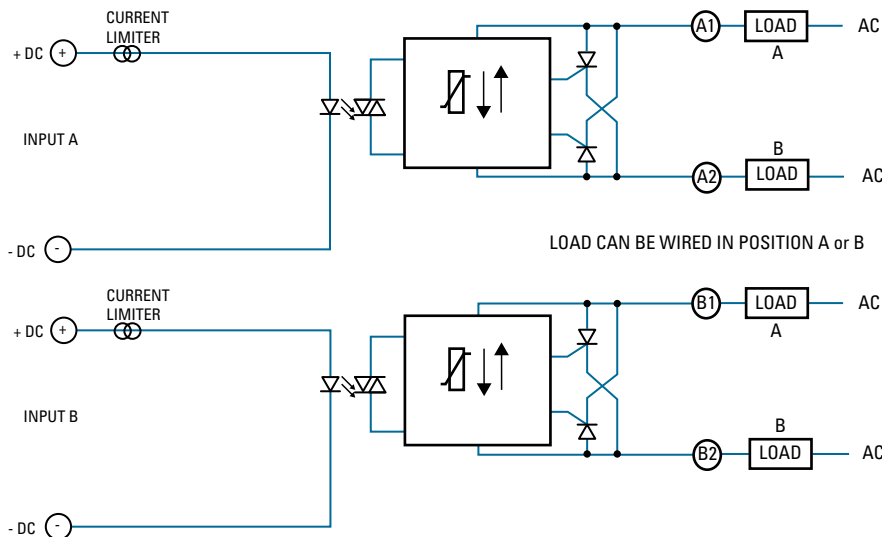 CURRENT
LIMITER
+ DC
+
A1
LOAD
AC
A
INPUT A
B
A2
LOAD
AC
- DC
-
LOAD CAN BE WIRED IN POSITION A or B
CURRENT
LIMITER
+ DC
+
B1
LOAD
AC
A
INPUT B
B
B2
LOAD
AC
- DC
-